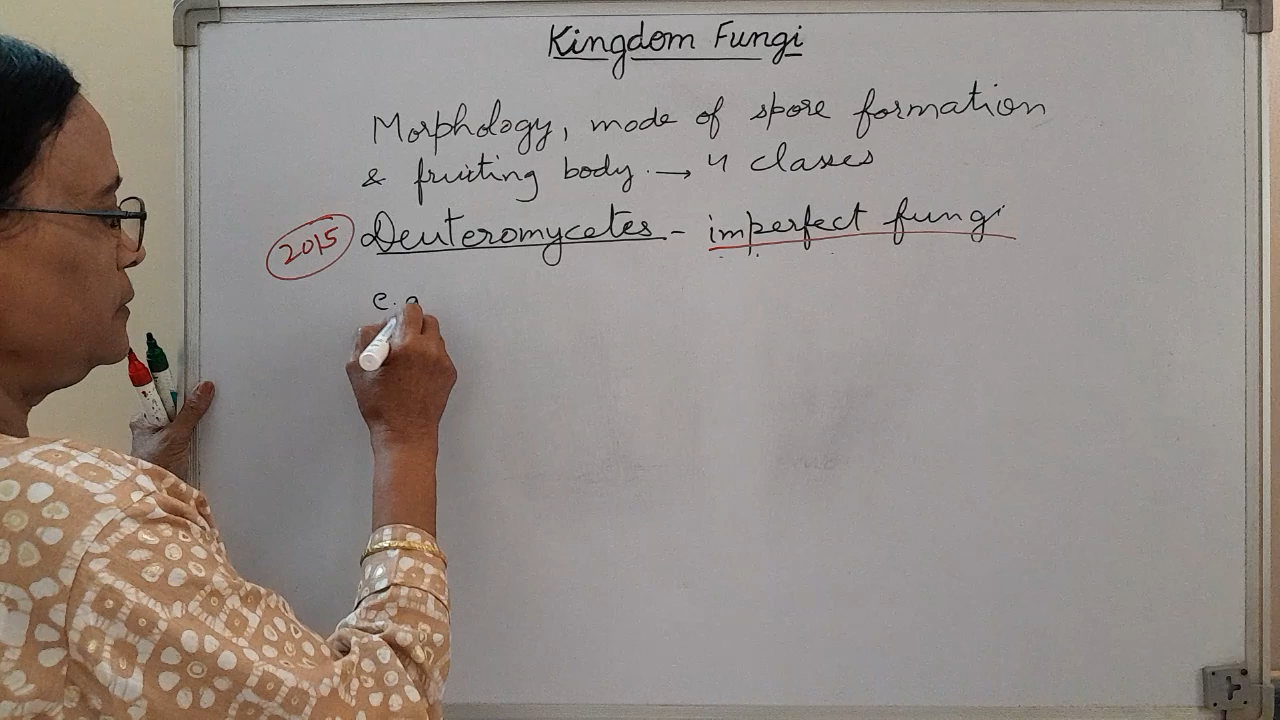 Kingdom Fungi
Morphology, mode of spore formation
& fruiting body. → 4 classes
2015 Deuteromycetes - imperfect fungi
e.g